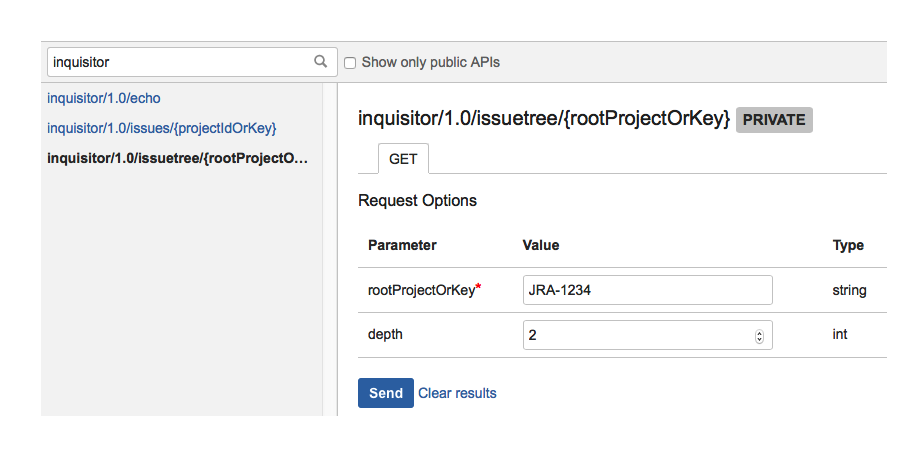 inquisitor
Show only public APIs
inquisitor/1.0/echo
inquisitor/1.0/issues/{projectIdOrKey}
inquisitor/1.0/issuetree/{rootProjectO...
inquisitor/1.0/issuetree/{rootProjectOrKey} PRIVATE
GET
Request Options
Parameter Value Type
rootProjectOrKey* JRA-1234 string
depth 2 int
Send Clear results